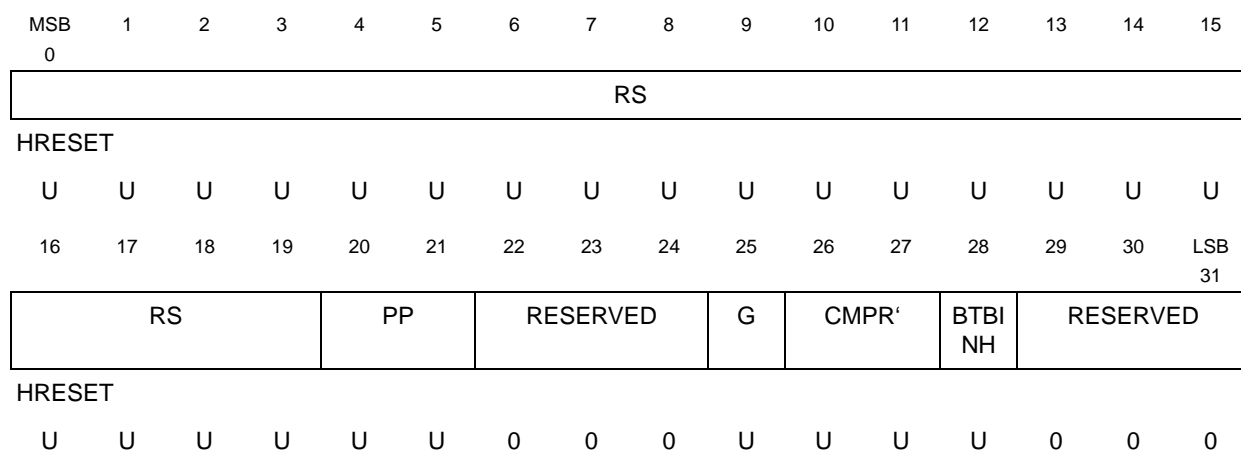 MSB 1 2 3 4 5 6 7 8 9 10 11 12 13 14 15
0
RS
HRESET
U U U U U U U U U U U U U U U U
16 17 18 19 20 21 22 23 24 25 26 27 28 29 30 LSB
31
RS PP RESERVED G CMPR‘ BTBI RESERVED
NH
HRESET
U U U U U U 0 0 0 U U U U 0 0 0